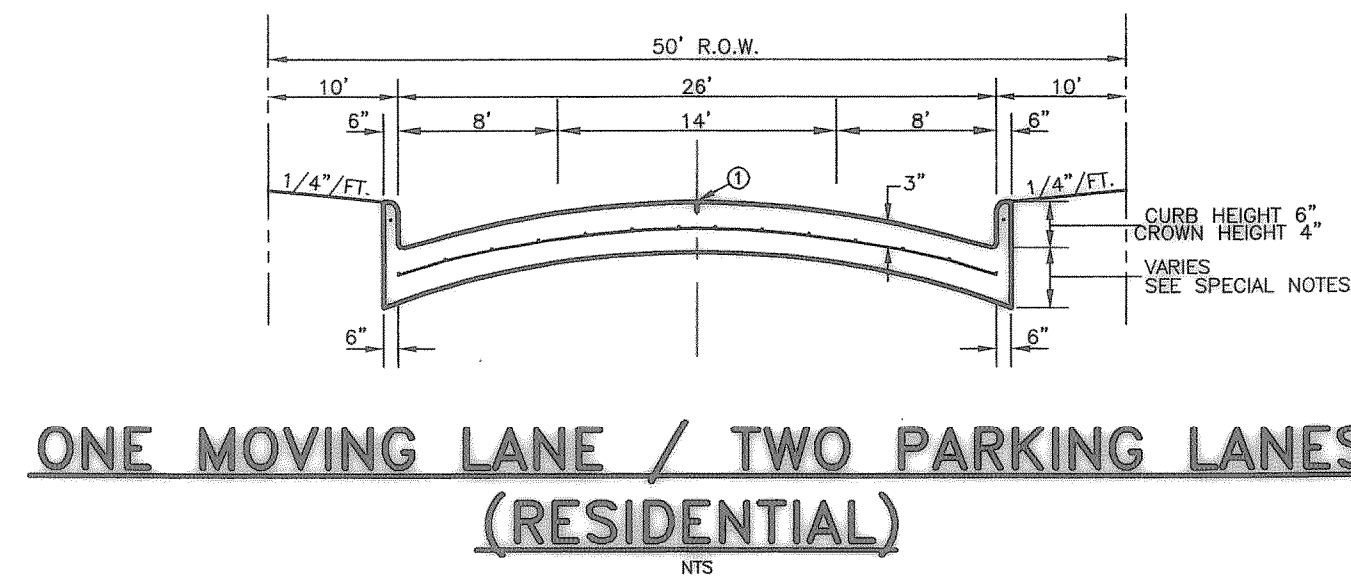 50' R.O.W.
10' 26' 10'
6" 8' 14' 8' 6"
1/4"/FT. 1 3" 1/4"/FT.
CURB HEIGHT 6"
CROWN HEIGHT 4"
VARIES
SEE SPECIAL NOTES
6" 6"
ONE MOVING LANE / TWO PARKING LANES
(RESIDENTIAL)
NTS